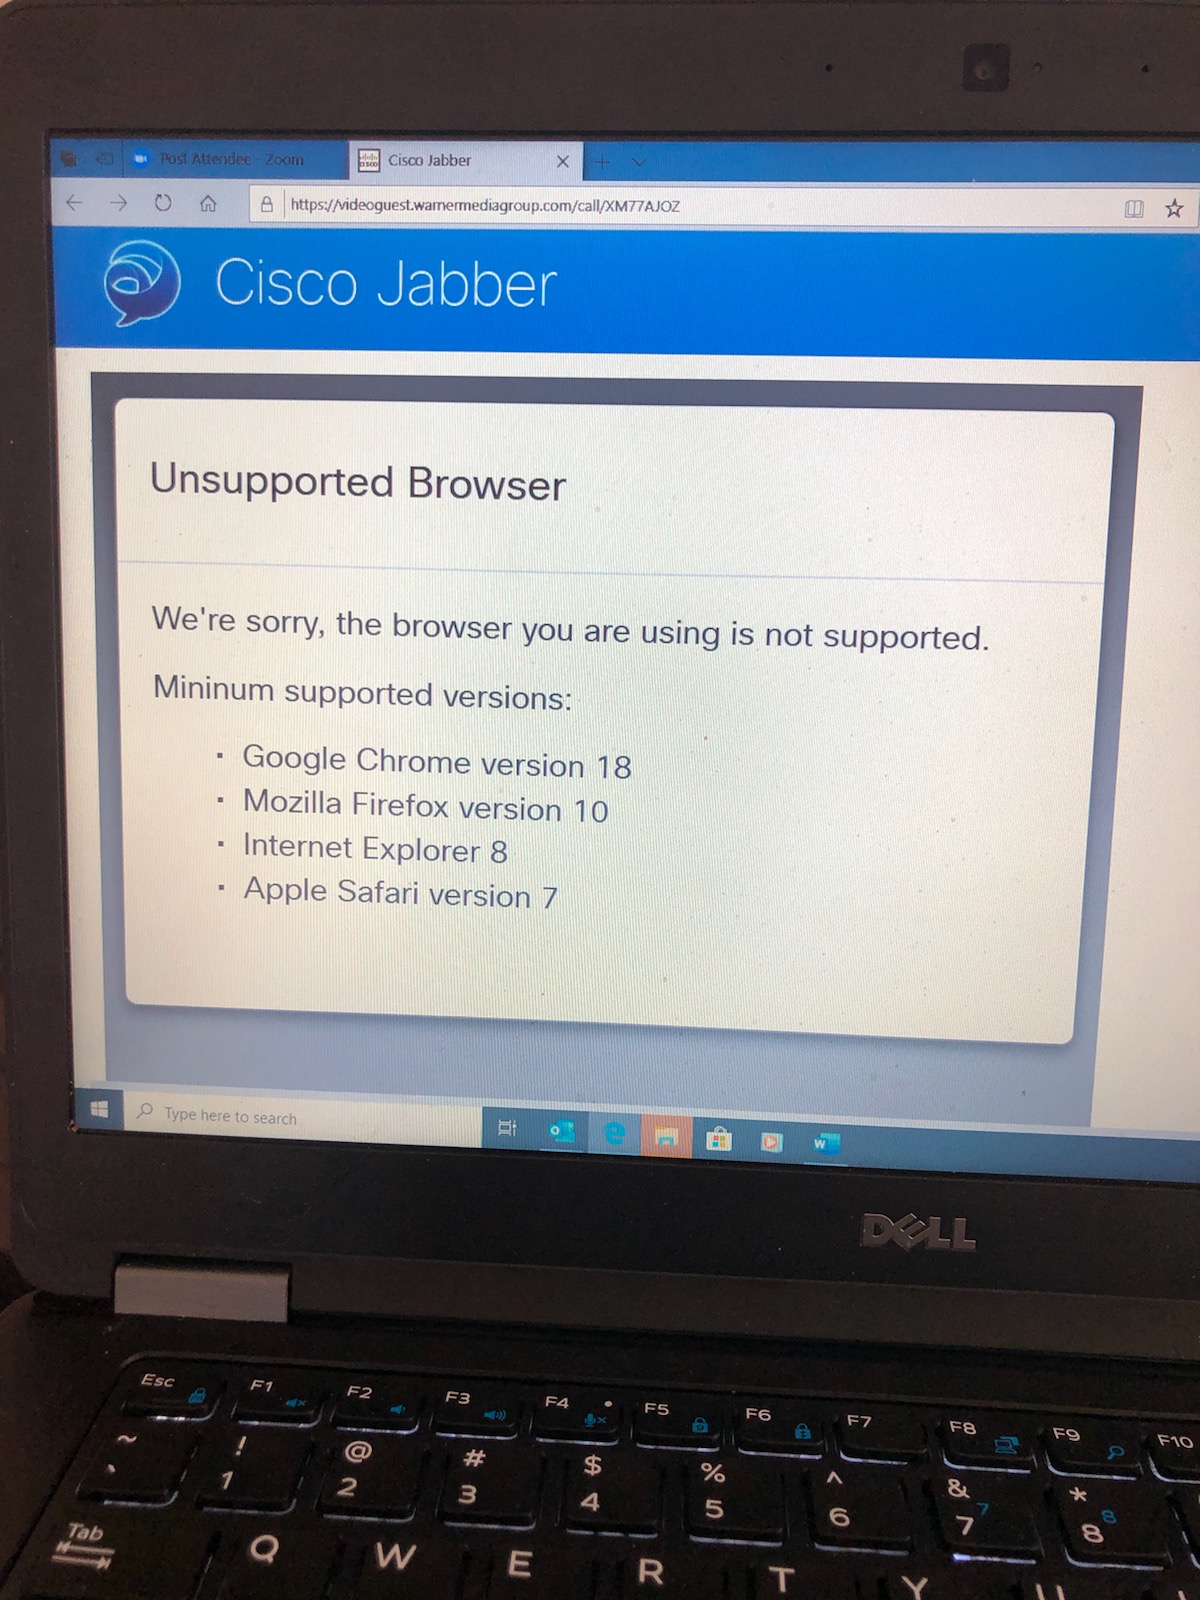 Post Attendee - Zoom
Cisco Jabber
https://videoguest.warnermediagroup.com/call/XM77AJOZ
Cisco Jabber
Unsupported Browser
We're sorry, the browser you are using is not supported.
Mininum supported versions:
Google Chrome version 18
Mozilla Firefox version 10
Internet Explorer 8
Apple Safari version 7
Type here to search
DELL
Esc F1 F2 F3 F4 F5 F6 F7 F8 F9 F10
~ ! @ # $ % ^ & *
` 1 2 3 4 5 6 7 7 8 8
Tab Q W E R T Y U